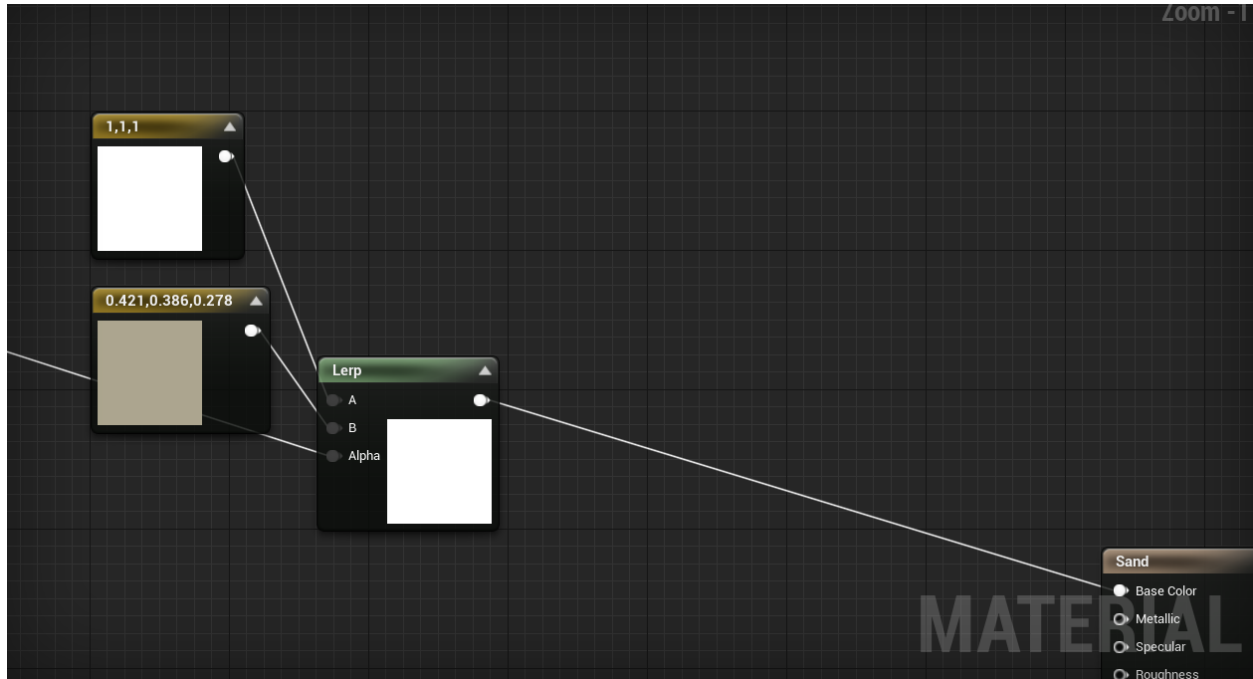 Zoom -1
1,1,1
0.421,0.386,0.278
Lerp
A
B
Alpha
Sand
Base Color
Metallic
Specular
Roughness
MATERIAL